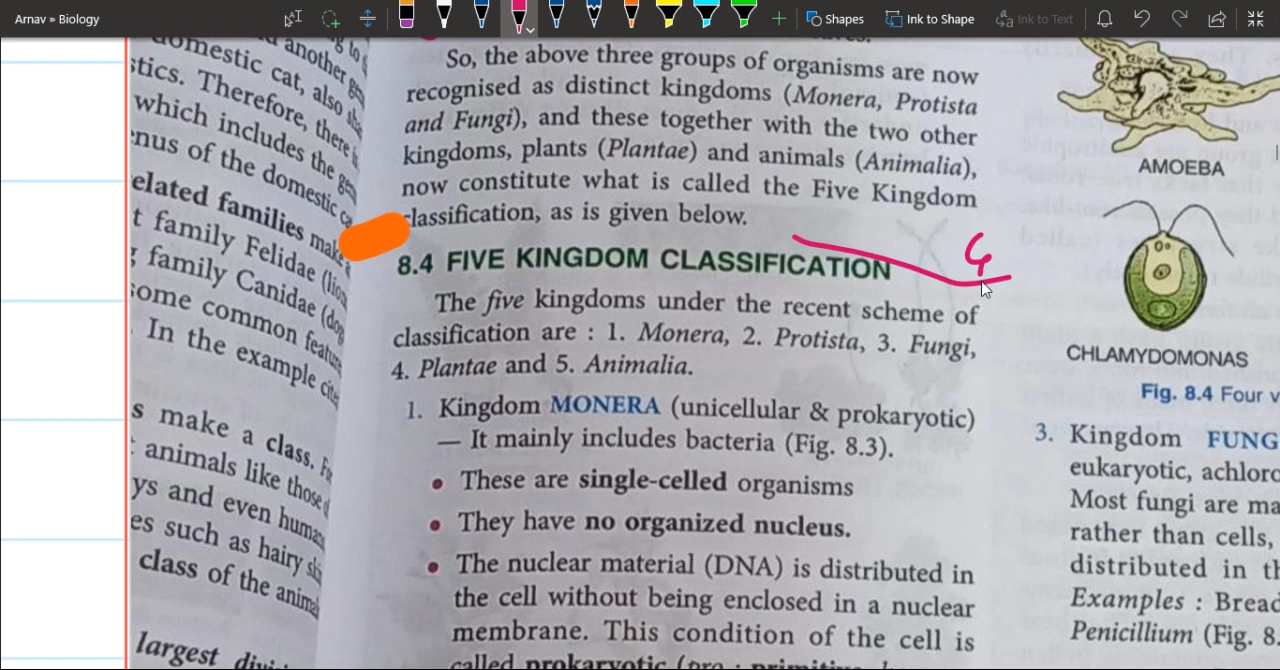 Arnav » Biology
Shapes
Ink to Shape
Ink to Text
domestic cat, also
stics. Therefore, there
which includes the
nus of the domestic
elated families make
t family Felidae
family Canidae
some common
. In the example
s make a class.
animals like those
ys and even
es such as hairy
class of the
largest
So, the above three groups of organisms are now
recognised as distinct kingdoms (Monera, Protista
and Fungi), and these together with the two other
kingdoms, plants (Plantae) and animals (Animalia),
now constitute what is called the Five Kingdom
classification, as is given below.
8.4 FIVE KINGDOM CLASSIFICATION
The five kingdoms under the recent scheme of
classification are : 1. Monera, 2. Protista, 3. Fungi,
4. Plantae and 5. Animalia.
1. Kingdom MONERA (unicellular & prokaryotic)
— It mainly includes bacteria (Fig. 8.3).
• These are single-celled organisms
• They have no organized nucleus.
• The nuclear material (DNA) is distributed in
the cell without being enclosed in a nuclear
membrane. This condition of the cell is
called prokaryotic (pro : primitive,
AMOEBA
CHLAMYDOMONAS
Fig. 8.4 Four v
3. Kingdom FUNG
eukaryotic, achloro
Most fungi are ma
rather than cells,
distributed in th
Examples : Bread
Penicillium (Fig. 8.